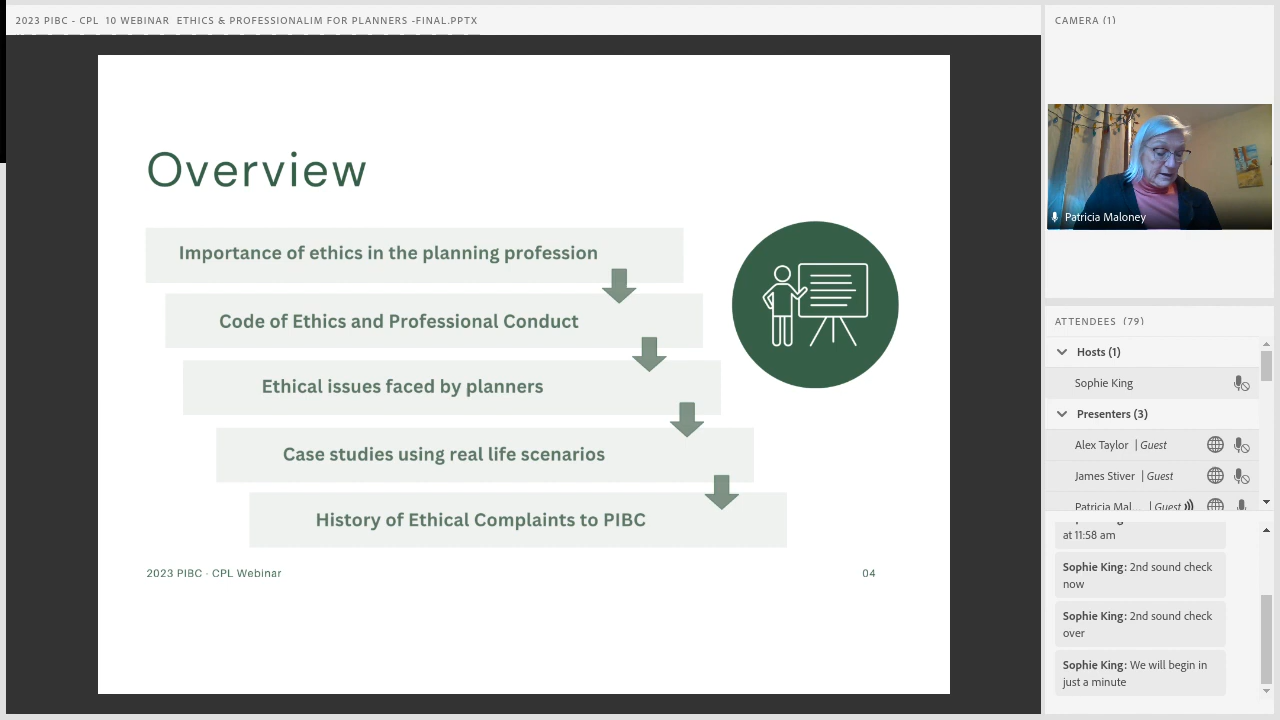 2023 PIBC - CPL 10 WEBINAR ETHICS & PROFESSIONALIM FOR PLANNERS -FINAL.PPTX
Overview
Importance of ethics in the planning profession
Code of Ethics and Professional Conduct
Ethical issues faced by planners
Case studies using real life scenarios
History of Ethical Complaints to PIBC
2023 PIBC · CPL Webinar
04
CAMERA (1)
Patricia Maloney
ATTENDEES (79)
Hosts (1)
Sophie King
Presenters (3)
Alex Taylor | Guest
James Stiver | Guest
Patricia Mal... | Guest
at 11:58 am
Sophie King: 2nd sound check
now
Sophie King: 2nd sound check
over
Sophie King: We will begin in
just a minute